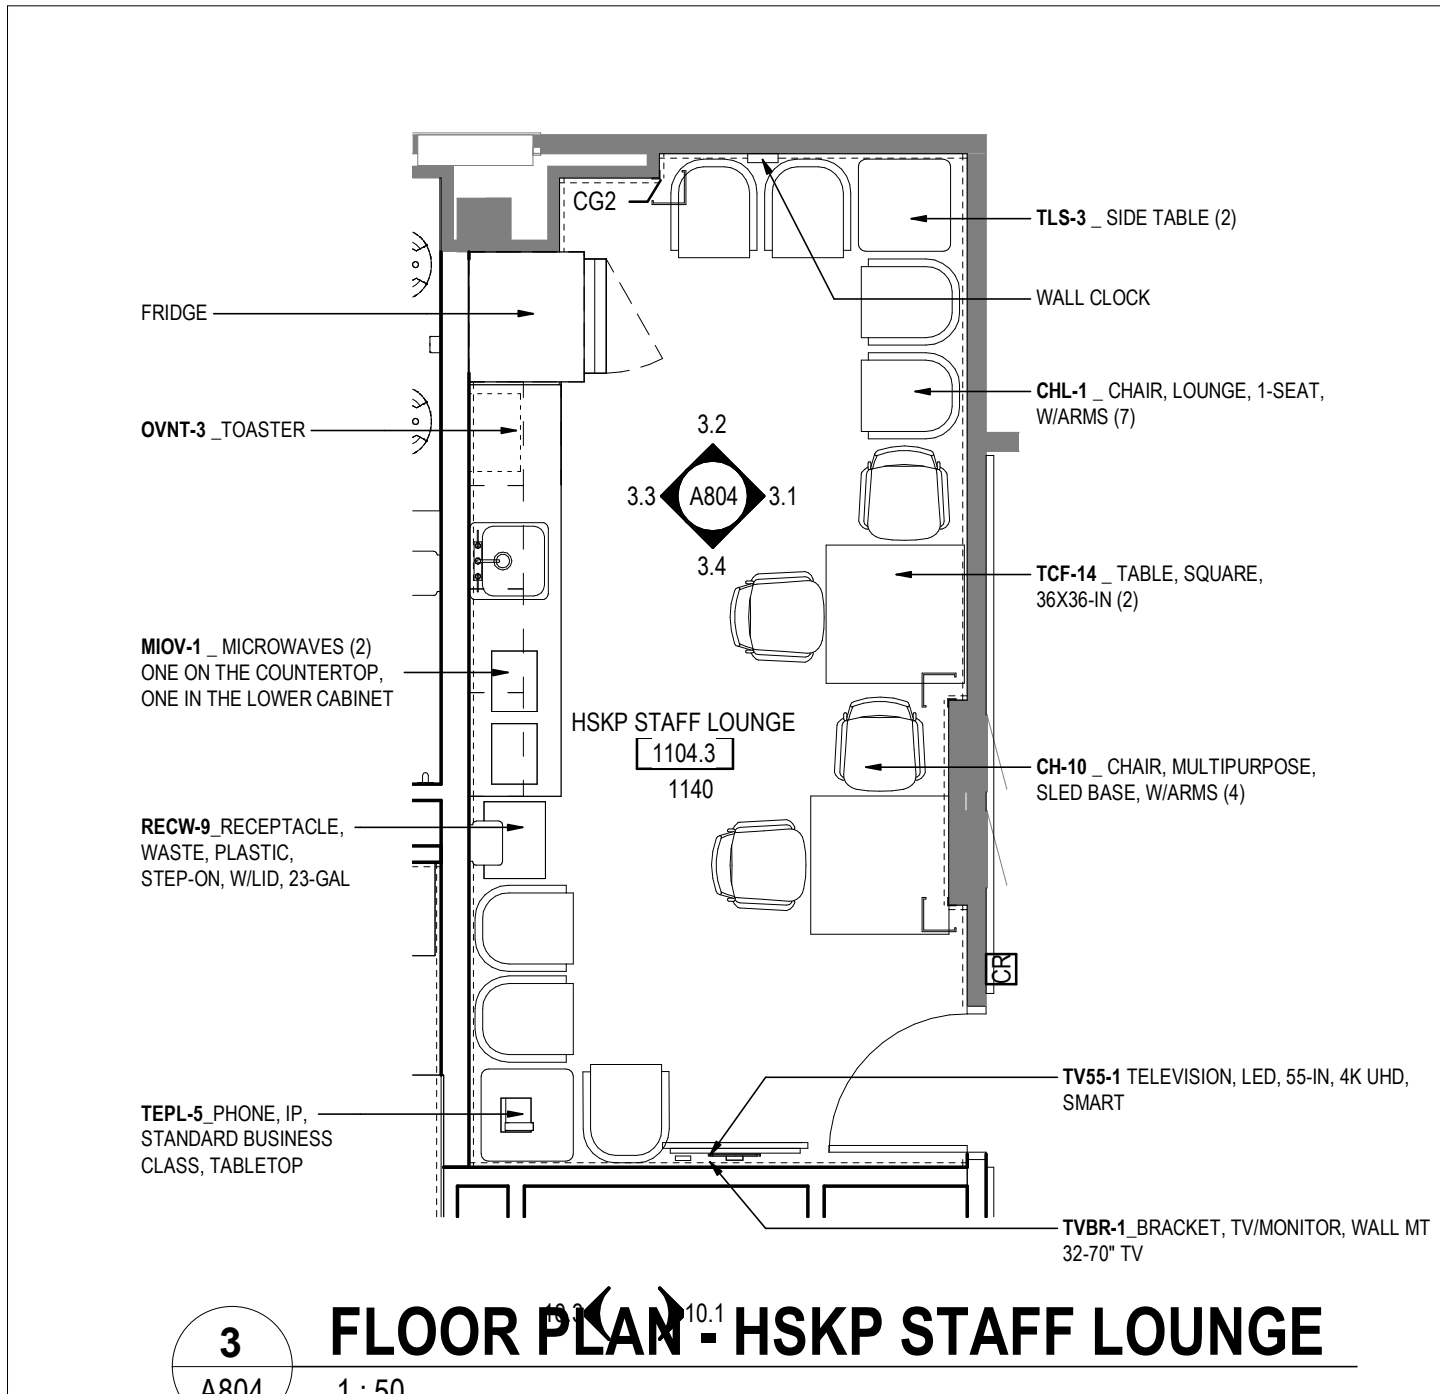 CG2
TLS-3 _ SIDE TABLE (2)
WALL CLOCK
FRIDGE
CHL-1 _ CHAIR, LOUNGE, 1-SEAT,
W/ARMS (7)
OVNT-3 _TOASTER
3.2
3.3
A804
3.1
3.4
TCF-14 _ TABLE, SQUARE,
36X36-IN (2)
MIOV-1 _ MICROWAVES (2)
ONE ON THE COUNTERTOP,
ONE IN THE LOWER CABINET
HSKP STAFF LOUNGE
1104.3
1140
CH-10 _ CHAIR, MULTIPURPOSE,
SLED BASE, W/ARMS (4)
RECW-9_RECEPTACLE,
WASTE, PLASTIC,
STEP-ON, W/LID, 23-GAL
CR
TV55-1 TELEVISION, LED, 55-IN, 4K UHD,
SMART
TEPL-5_PHONE, IP,
STANDARD BUSINESS
CLASS, TABLETOP
TVBR-1_BRACKET, TV/MONITOR, WALL MT
32-70" TV
10.3
10.1
3
FLOOR PLAN - HSKP STAFF LOUNGE
A804
1 : 50